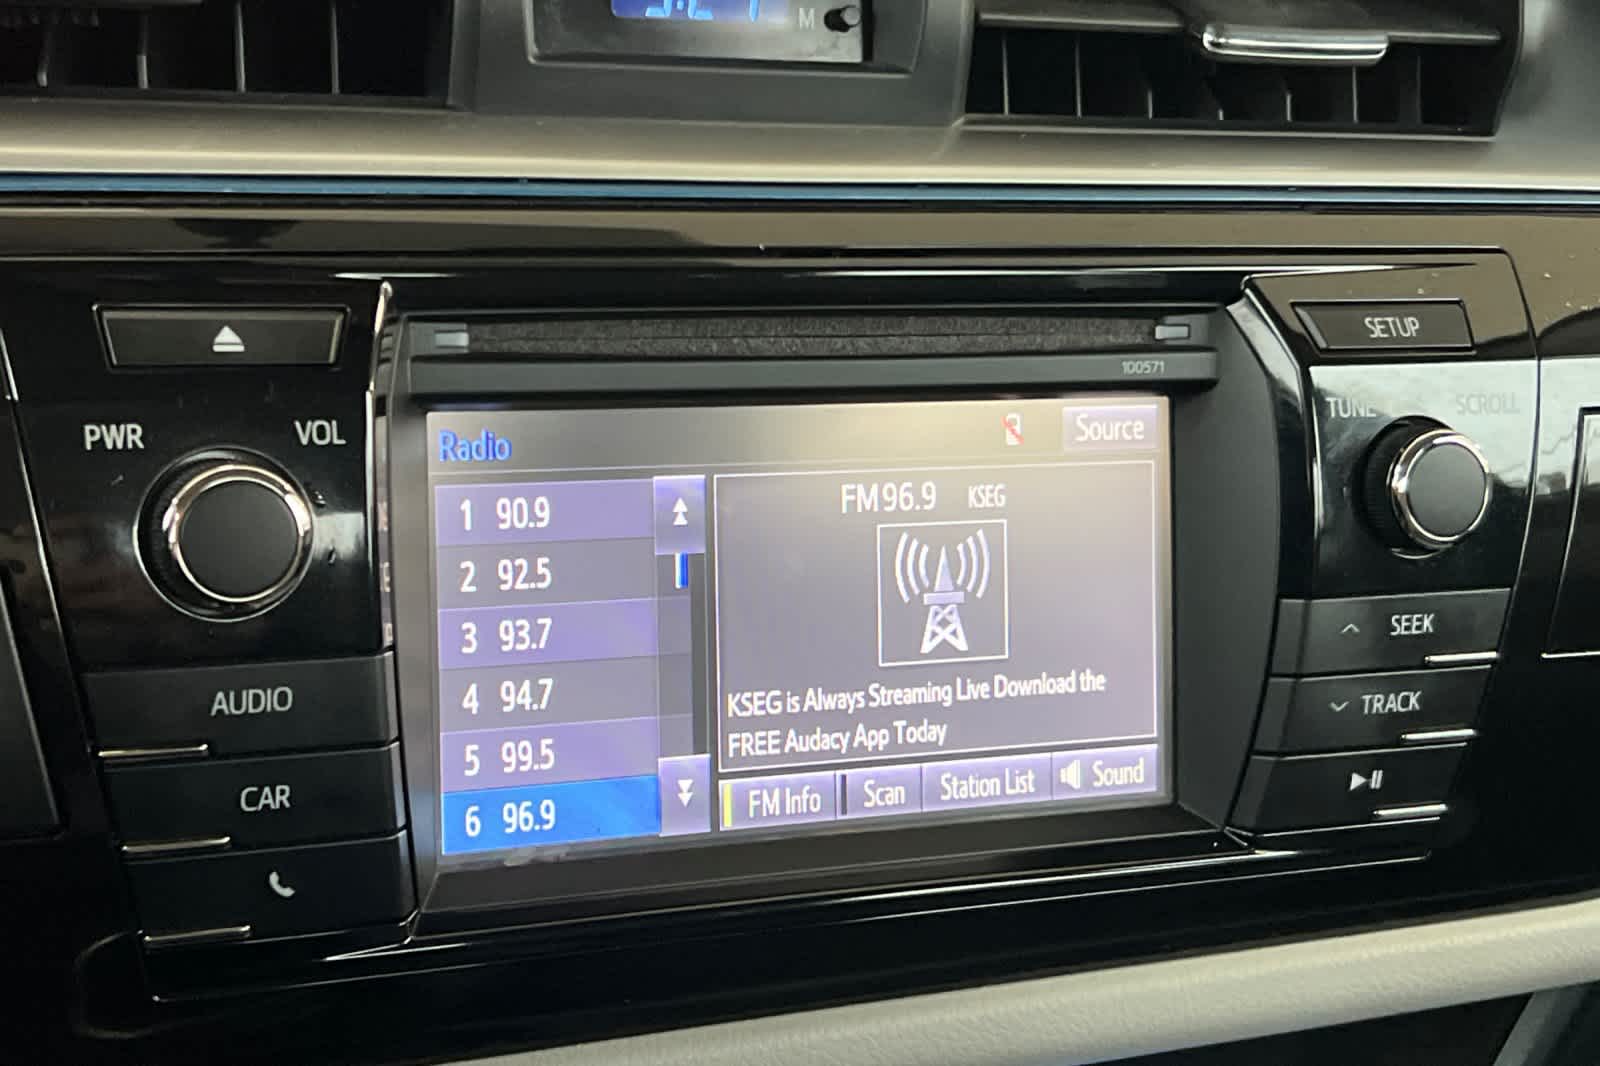 M
SETUP
100571
PWR
VOL
TUNE
SCROLL
Radio
Source
1 90.9
2 92.5
3 93.7
4 94.7
5 99.5
6 96.9
FM 96.9 KSEG
KSEG is Always Streaming Live Download the
FREE Audacy App Today
FM Info
Scan
Station List
Sound
AUDIO
CAR
SEEK
TRACK